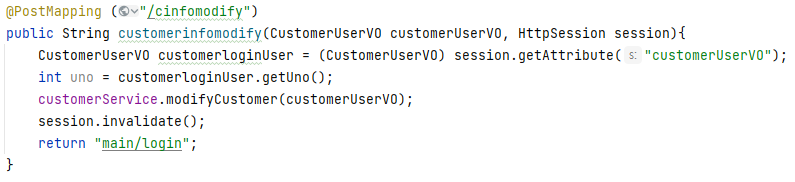 @PostMapping ("/cinfomodify")
public String customerinfomodify(CustomerUserVO customerUserVO, HttpSession session){
    CustomerUserVO customerloginUser = (CustomerUserVO) session.getAttribute( s: "customerUserVO");
    int uno = customerloginUser.getUno();
    customerService.modifyCustomer(customerUserVO);
    session.invalidate();
    return "main/login";
}